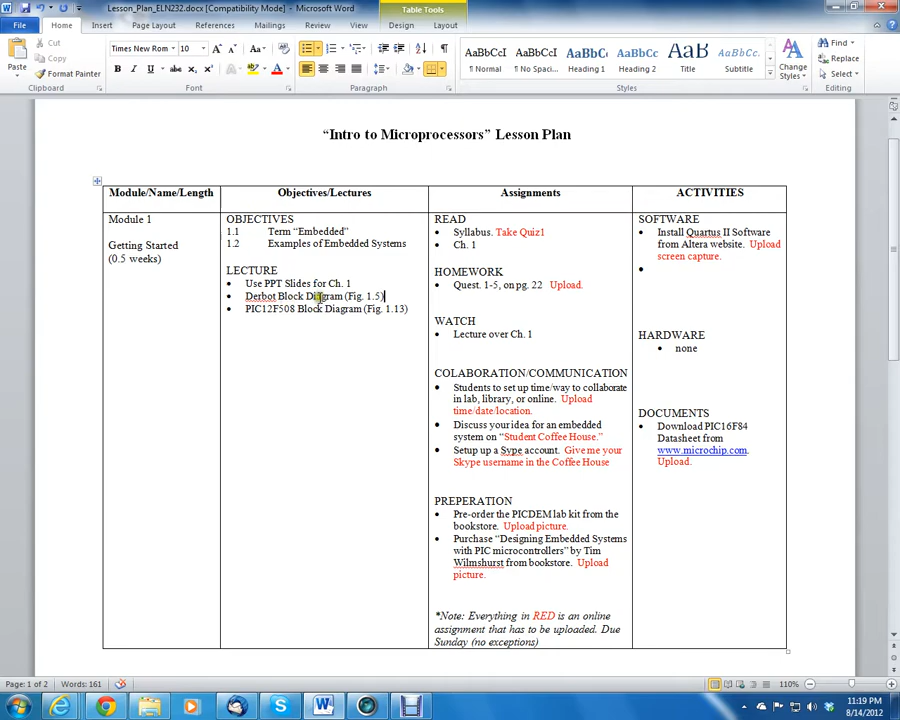 Lesson_Plan_ELN232.docx [Compatibility Mode] - Microsoft Word
Table Tools
File
Home
Insert
Page Layout
References
Mailings
Review
View
Design
Layout
Paste
Cut
Copy
Format Painter
Clipboard
Times New Rom
10
Font
Paragraph
AaBbCcI
¶ Normal
AaBbCcI
¶ No Spaci...
AaBbCc
Heading 1
AaBbCc
Heading 2
AaB
Title
AaBbCc.
Subtitle
Change
Styles
Styles
Find
Replace
Select
Editing
“Intro to Microprocessors” Lesson Plan
Module/Name/Length
Objectives/Lectures
Assignments
ACTIVITIES
Module 1
Getting Started
(0.5 weeks)
OBJECTIVES
1.1 Term “Embedded”
1.2 Examples of Embedded Systems
LECTURE
• Use PPT Slides for Ch. 1
• Derbot Block Diagram (Fig. 1.5)
• PIC12F508 Block Diagram (Fig. 1.13)
READ
• Syllabus. Take Quiz1
• Ch. 1
HOMEWORK
• Quest. 1-5, on pg. 22 Upload.
WATCH
• Lecture over Ch. 1
COLABORATION/COMMUNICATION
• Students to set up time/way to collaborate
in lab, library, or online. Upload
time/date/location.
• Discuss your idea for an embedded
system on “Student Coffee House.”
• Setup up a Sype account. Give me your
Skype username in the Coffee House
PREPARATION
• Pre-order the PICDEM lab kit from the
bookstore. Upload picture.
• Purchase “Designing Embedded Systems
with PIC microcontrollers” by Tim
Wilmshurst from bookstore. Upload
picture.
*Note: Everything in RED is an online
assignment that has to be uploaded. Due
Sunday (no exceptions)
SOFTWARE
• Install Quartus II Software
from Altera website. Upload
screen capture.
•
HARDWARE
• none
DOCUMENTS
• Download PIC16F84
Datasheet from
www.microchip.com.
Upload.
Page: 1 of 2
Words: 161
110%
11:19 PM
8/14/2012